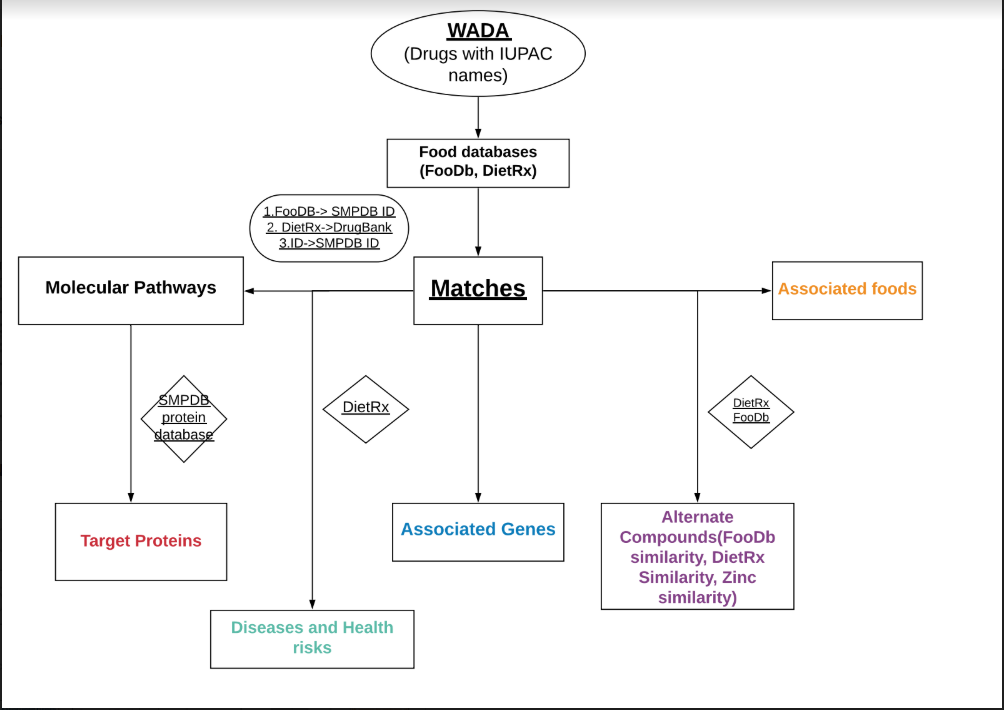 WADA
(Drugs with IUPAC
names)
Food databases
(FooDb, DietRx)
1.FooDB-> SMPDB ID
2. DietRx->DrugBank
3.ID->SMPDB ID
Molecular Pathways
Matches
Associated foods
SMPDB
protein
database
DietRx
DietRx
FooDb
Target Proteins
Associated Genes
Alternate
Compounds(FooDb
similarity, DietRx
Similarity, Zinc
similarity)
Diseases and Health
risks